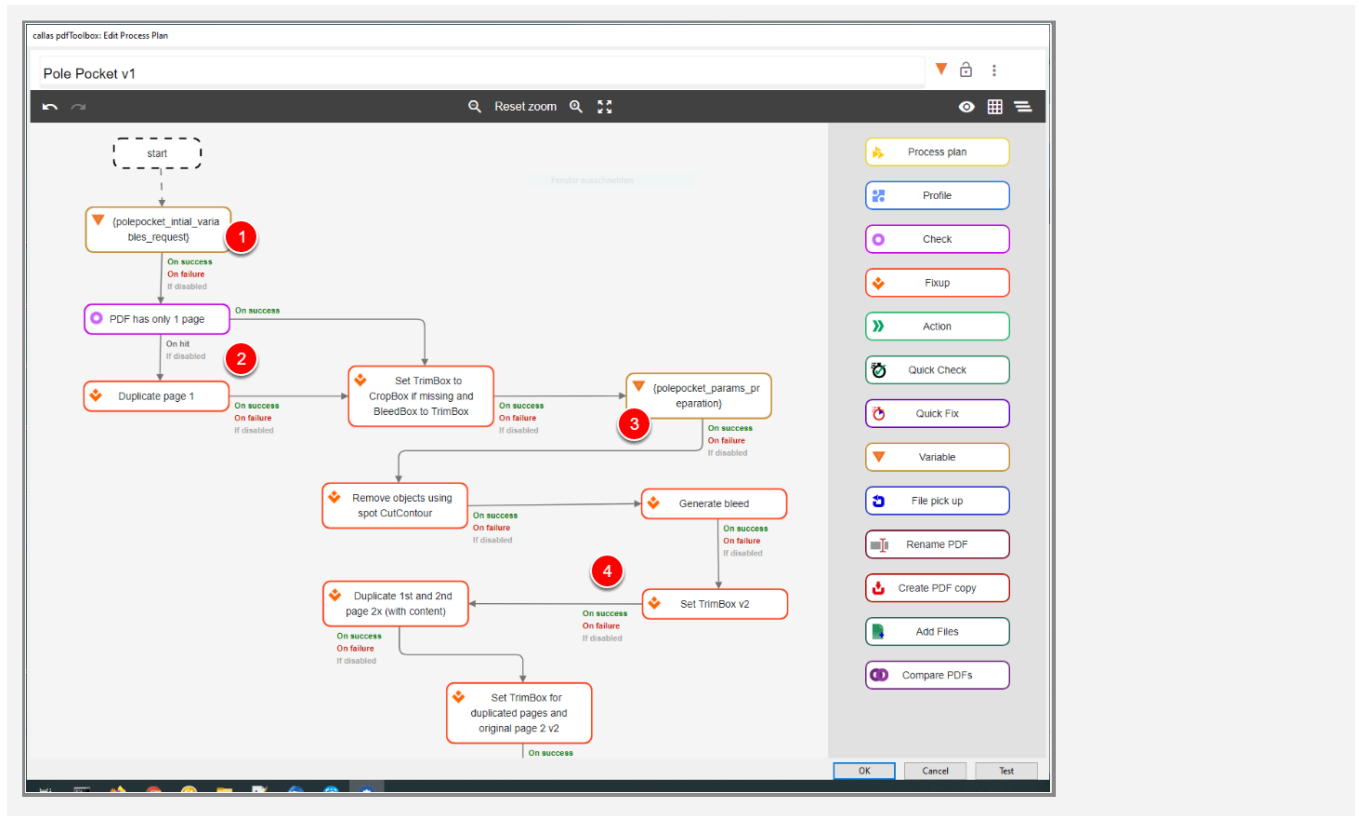 callas pdfToolbox: Edit Process Plan
Pole Pocket v1
Reset zoom
start
Fenster ausschneiden
{polepocket_intial_varia
bles_request}
1
On success
On failure
If disabled
PDF has only 1 page
On success
On hit
If disabled
2
Duplicate page 1
On success
On failure
If disabled
Set TrimBox to
CropBox if missing and
BleedBox to TrimBox
On success
On failure
If disabled
{polepocket_params_pr
eparation}
3
On success
On failure
If disabled
Remove objects using
spot CutContour
On success
On failure
If disabled
Generate bleed
On success
On failure
If disabled
4
Set TrimBox v2
On success
On failure
If disabled
Duplicate 1st and 2nd
page 2x (with content)
On success
On failure
If disabled
Set TrimBox for
duplicated pages and
original page 2 v2
On success
Process plan
Profile
Check
Fixup
Action
Quick Check
Quick Fix
Variable
File pick up
Rename PDF
Create PDF copy
Add Files
Compare PDFs
OK
Cancel
Test